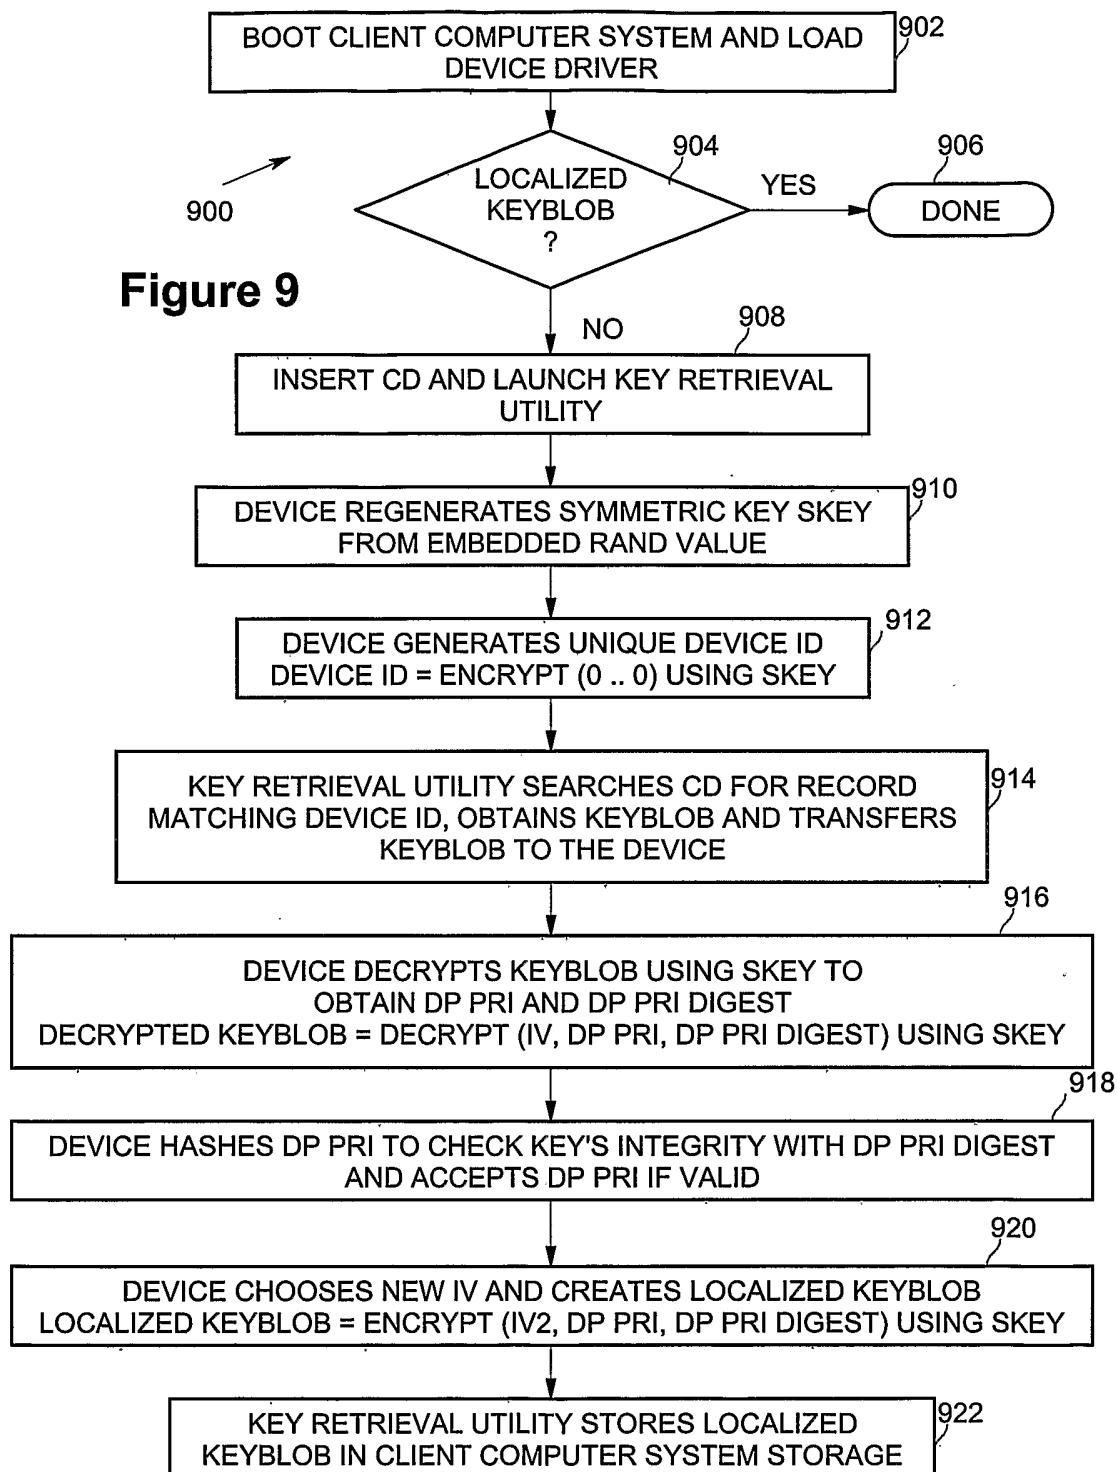 BOOT CLIENT COMPUTER SYSTEM AND LOAD
DEVICE DRIVER
902
LOCALIZED
KEYBLOB
?
904
YES
906
DONE
900
Figure 9
NO
908
INSERT CD AND LAUNCH KEY RETRIEVAL
UTILITY
910
DEVICE REGENERATES SYMMETRIC KEY SKEY
FROM EMBEDDED RAND VALUE
912
DEVICE GENERATES UNIQUE DEVICE ID
DEVICE ID = ENCRYPT (0 .. 0) USING SKEY
914
KEY RETRIEVAL UTILITY SEARCHES CD FOR RECORD
MATCHING DEVICE ID, OBTAINS KEYBLOB AND TRANSFERS
KEYBLOB TO THE DEVICE
916
DEVICE DECRYPTS KEYBLOB USING SKEY TO
OBTAIN DP PRI AND DP PRI DIGEST
DECRYPTED KEYBLOB = DECRYPT (IV, DP PRI, DP PRI DIGEST) USING SKEY
918
DEVICE HASHES DP PRI TO CHECK KEY'S INTEGRITY WITH DP PRI DIGEST
AND ACCEPTS DP PRI IF VALID
920
DEVICE CHOOSES NEW IV AND CREATES LOCALIZED KEYBLOB
LOCALIZED KEYBLOB = ENCRYPT (IV2, DP PRI, DP PRI DIGEST) USING SKEY
922
KEY RETRIEVAL UTILITY STORES LOCALIZED
KEYBLOB IN CLIENT COMPUTER SYSTEM STORAGE